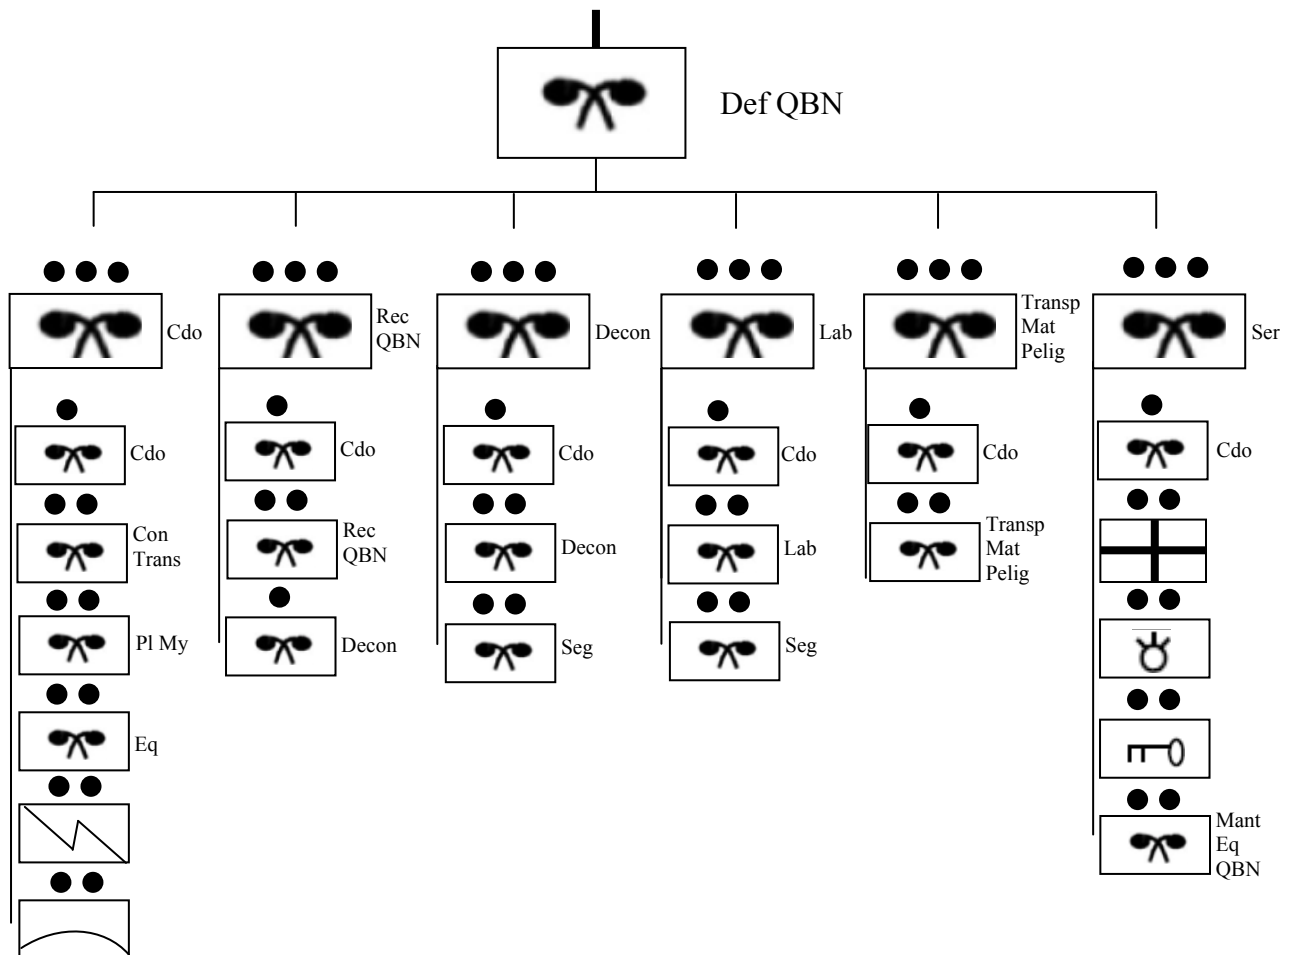 Def QBN
Cdo
Rec
QBN
Decon
Lab
Transp
Mat
Pelig
Ser
Cdo
Con
Trans
Pl My
Eq
Cdo
Rec
QBN
Decon
Cdo
Decon
Seg
Cdo
Lab
Seg
Cdo
Transp
Mat
Pelig
Cdo
Mant
Eq
QBN